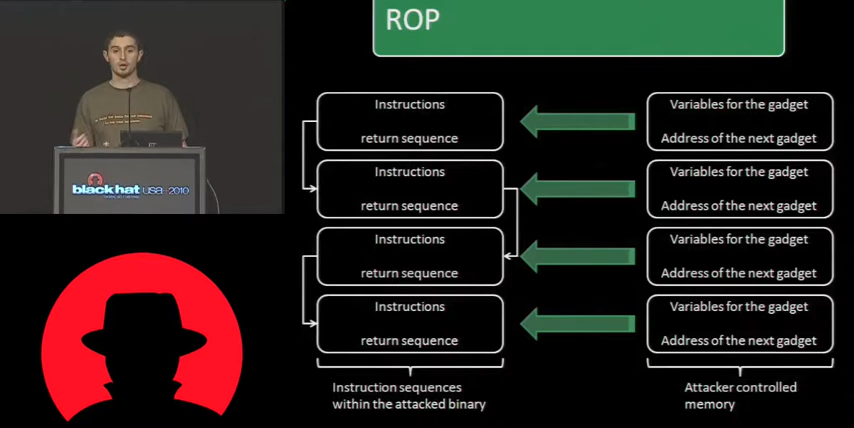 ROP
Instructions
return sequence
Instructions
return sequence
Instructions
return sequence
Instructions
return sequence
Variables for the gadget
Address of the next gadget
Variables for the gadget
Address of the next gadget
Variables for the gadget
Address of the next gadget
Variables for the gadget
Address of the next gadget
Instruction sequences
within the attacked binary
Attacker controlled
memory
black hat USA 2010